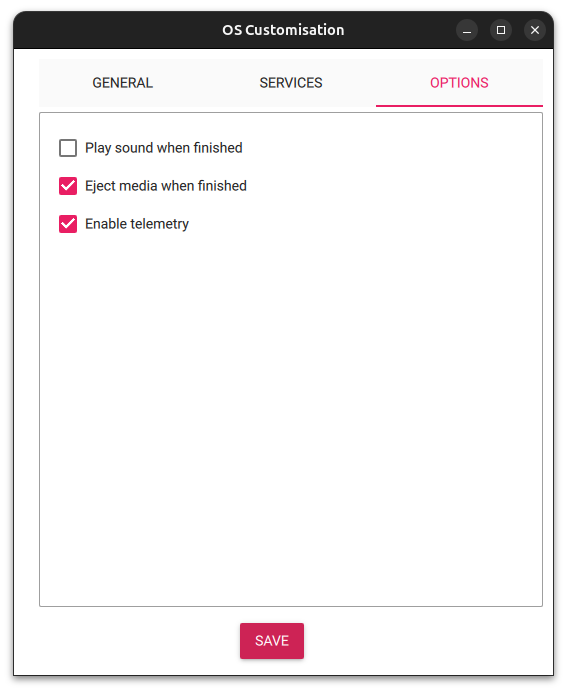 OS Customisation
GENERAL SERVICES OPTIONS
Play sound when finished
Eject media when finished
Enable telemetry
SAVE